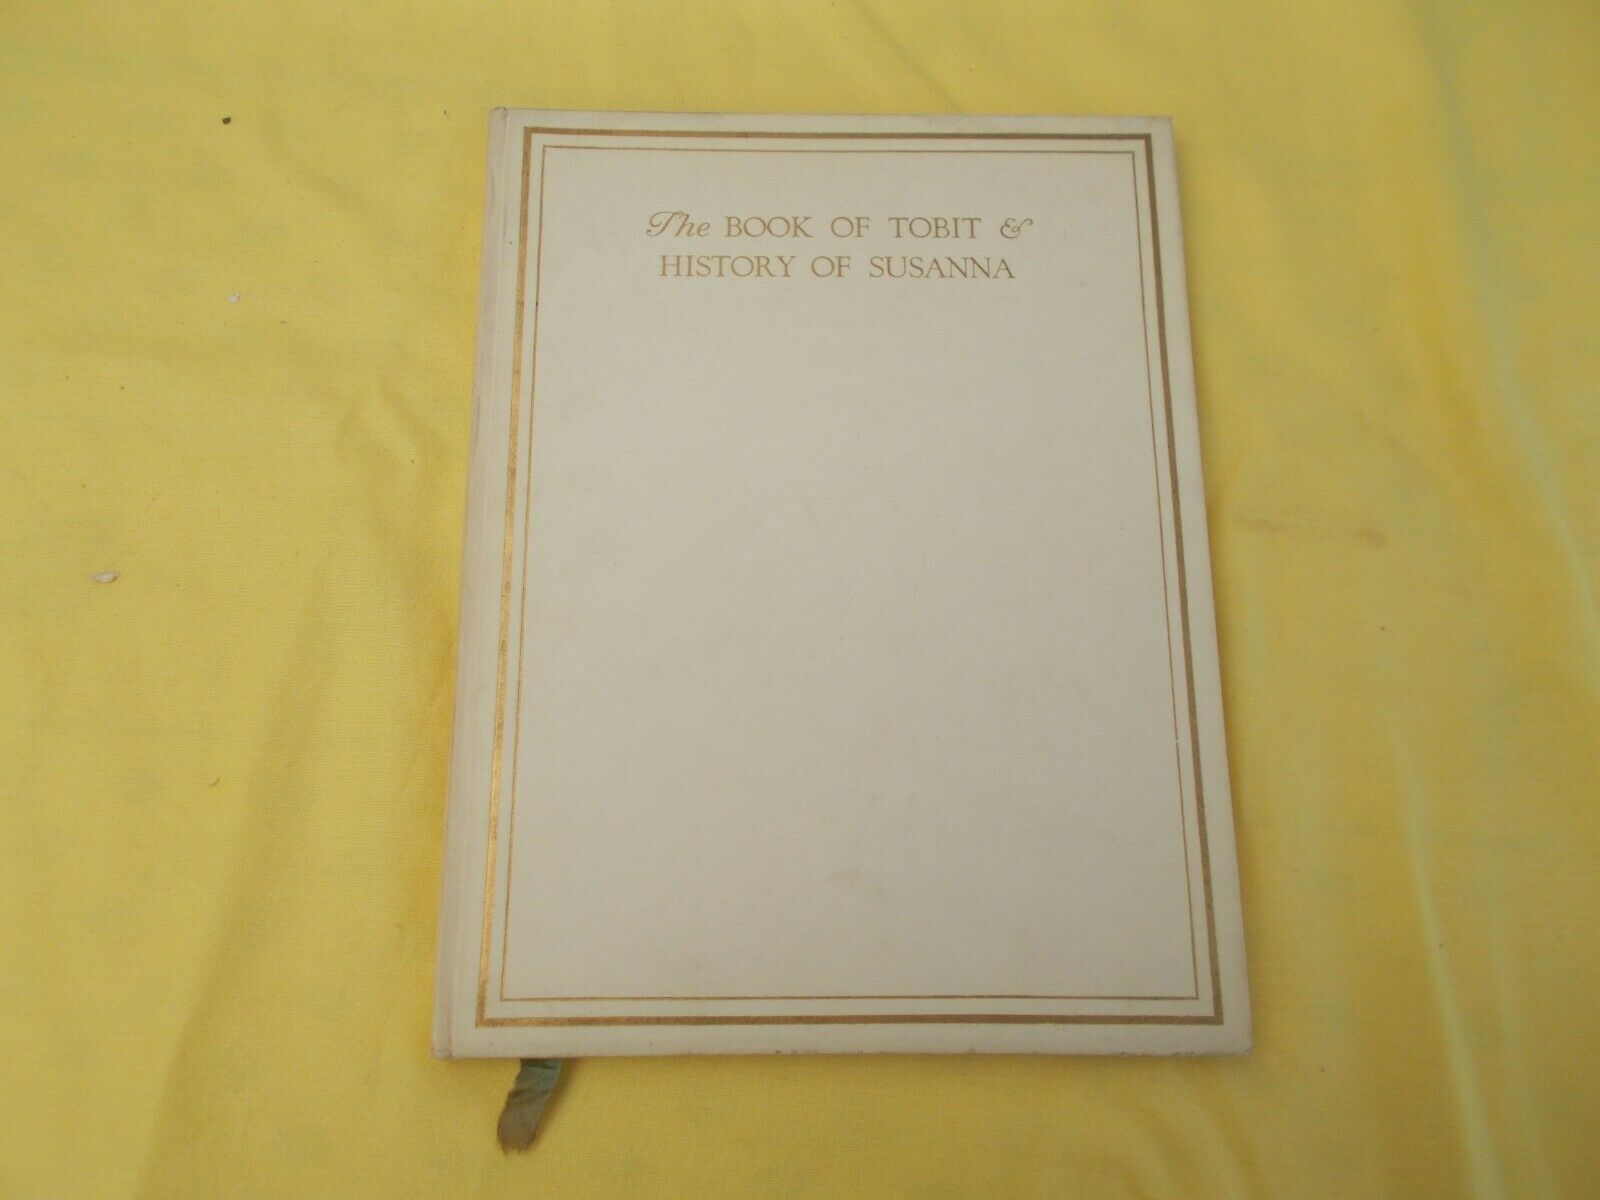 The BOOK OF TOBIT &
HISTORY OF SUSANNA